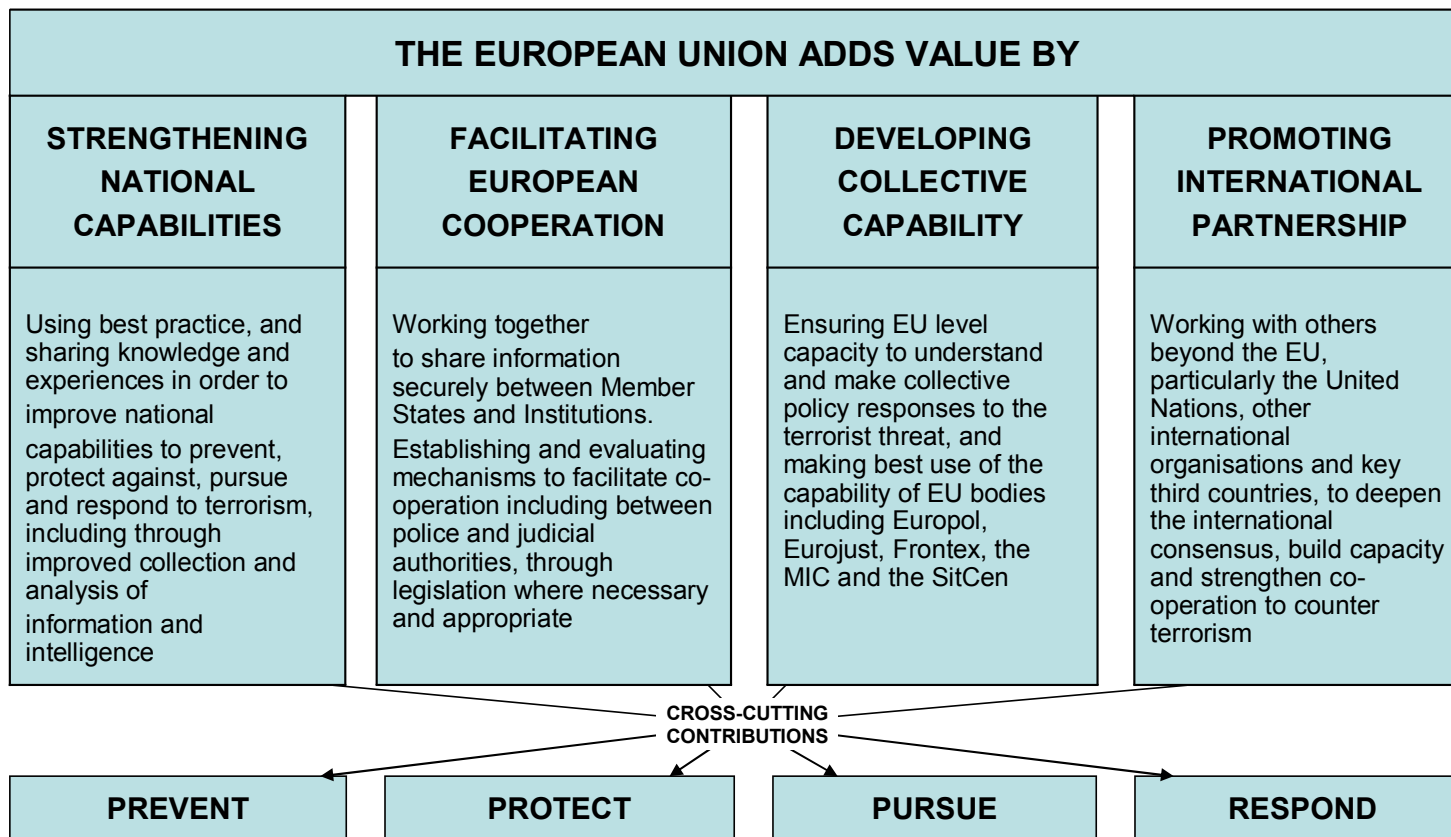 THE EUROPEAN UNION ADDS VALUE BY
STRENGTHENING
NATIONAL
CAPABILITIES
FACILITATING
EUROPEAN
COOPERATION
DEVELOPING
COLLECTIVE
CAPABILITY
PROMOTING
INTERNATIONAL
PARTNERSHIP
Using best practice, and
sharing knowledge and
experiences in order to
improve national
capabilities to prevent,
protect against, pursue
and respond to terrorism,
including through
improved collection and
analysis of
information and
intelligence
Working together
to share information
securely between Member
States and Institutions.
Establishing and evaluating
mechanisms to facilitate co-
operation including between
police and judicial
authorities, through
legislation where necessary
and appropriate
Ensuring EU level
capacity to understand
and make collective
policy responses to the
terrorist threat, and
making best use of the
capability of EU bodies
including Europol,
Eurojust, Frontex, the
MIC and the SitCen
Working with others
beyond the EU,
particularly the United
Nations, other
international
organisations and key
third countries, to deepen
the international
consensus, build capacity
and strengthen co-
operation to counter
terrorism
CROSS-CUTTING
CONTRIBUTIONS
PREVENT
PROTECT
PURSUE
RESPOND